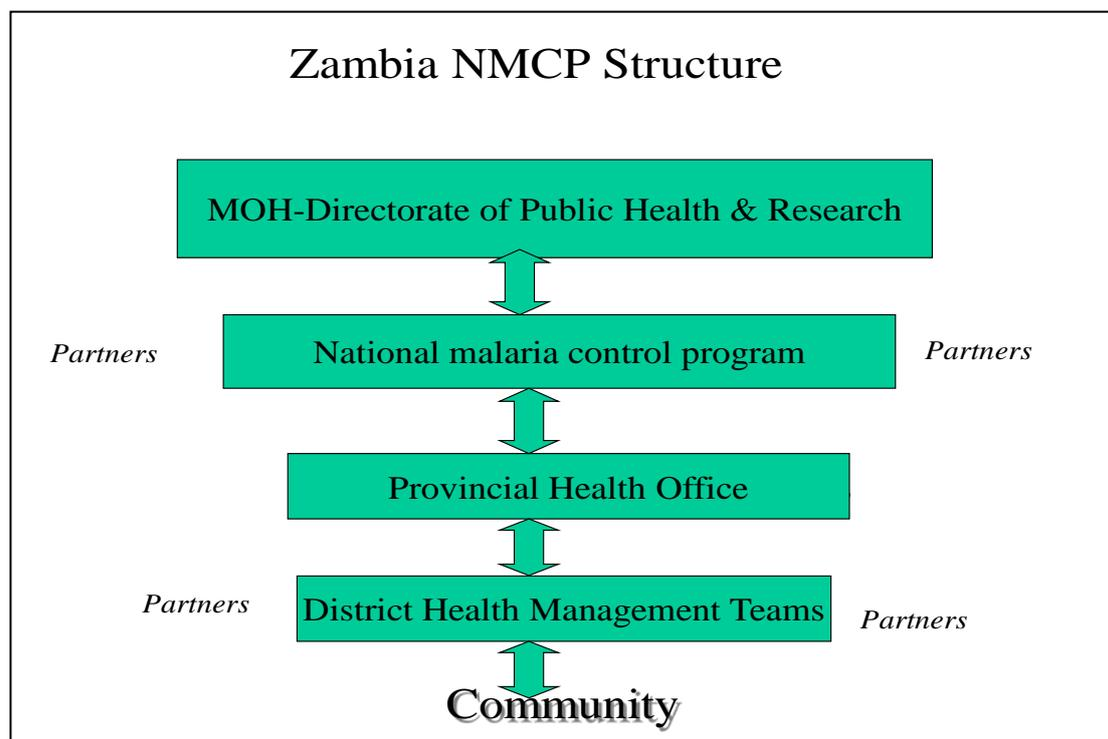 Zambia NMCP Structure
MOH-Directorate of Public Health & Research
Partners
National malaria control program
Partners
Provincial Health Office
Partners
District Health Management Teams
Partners
Community